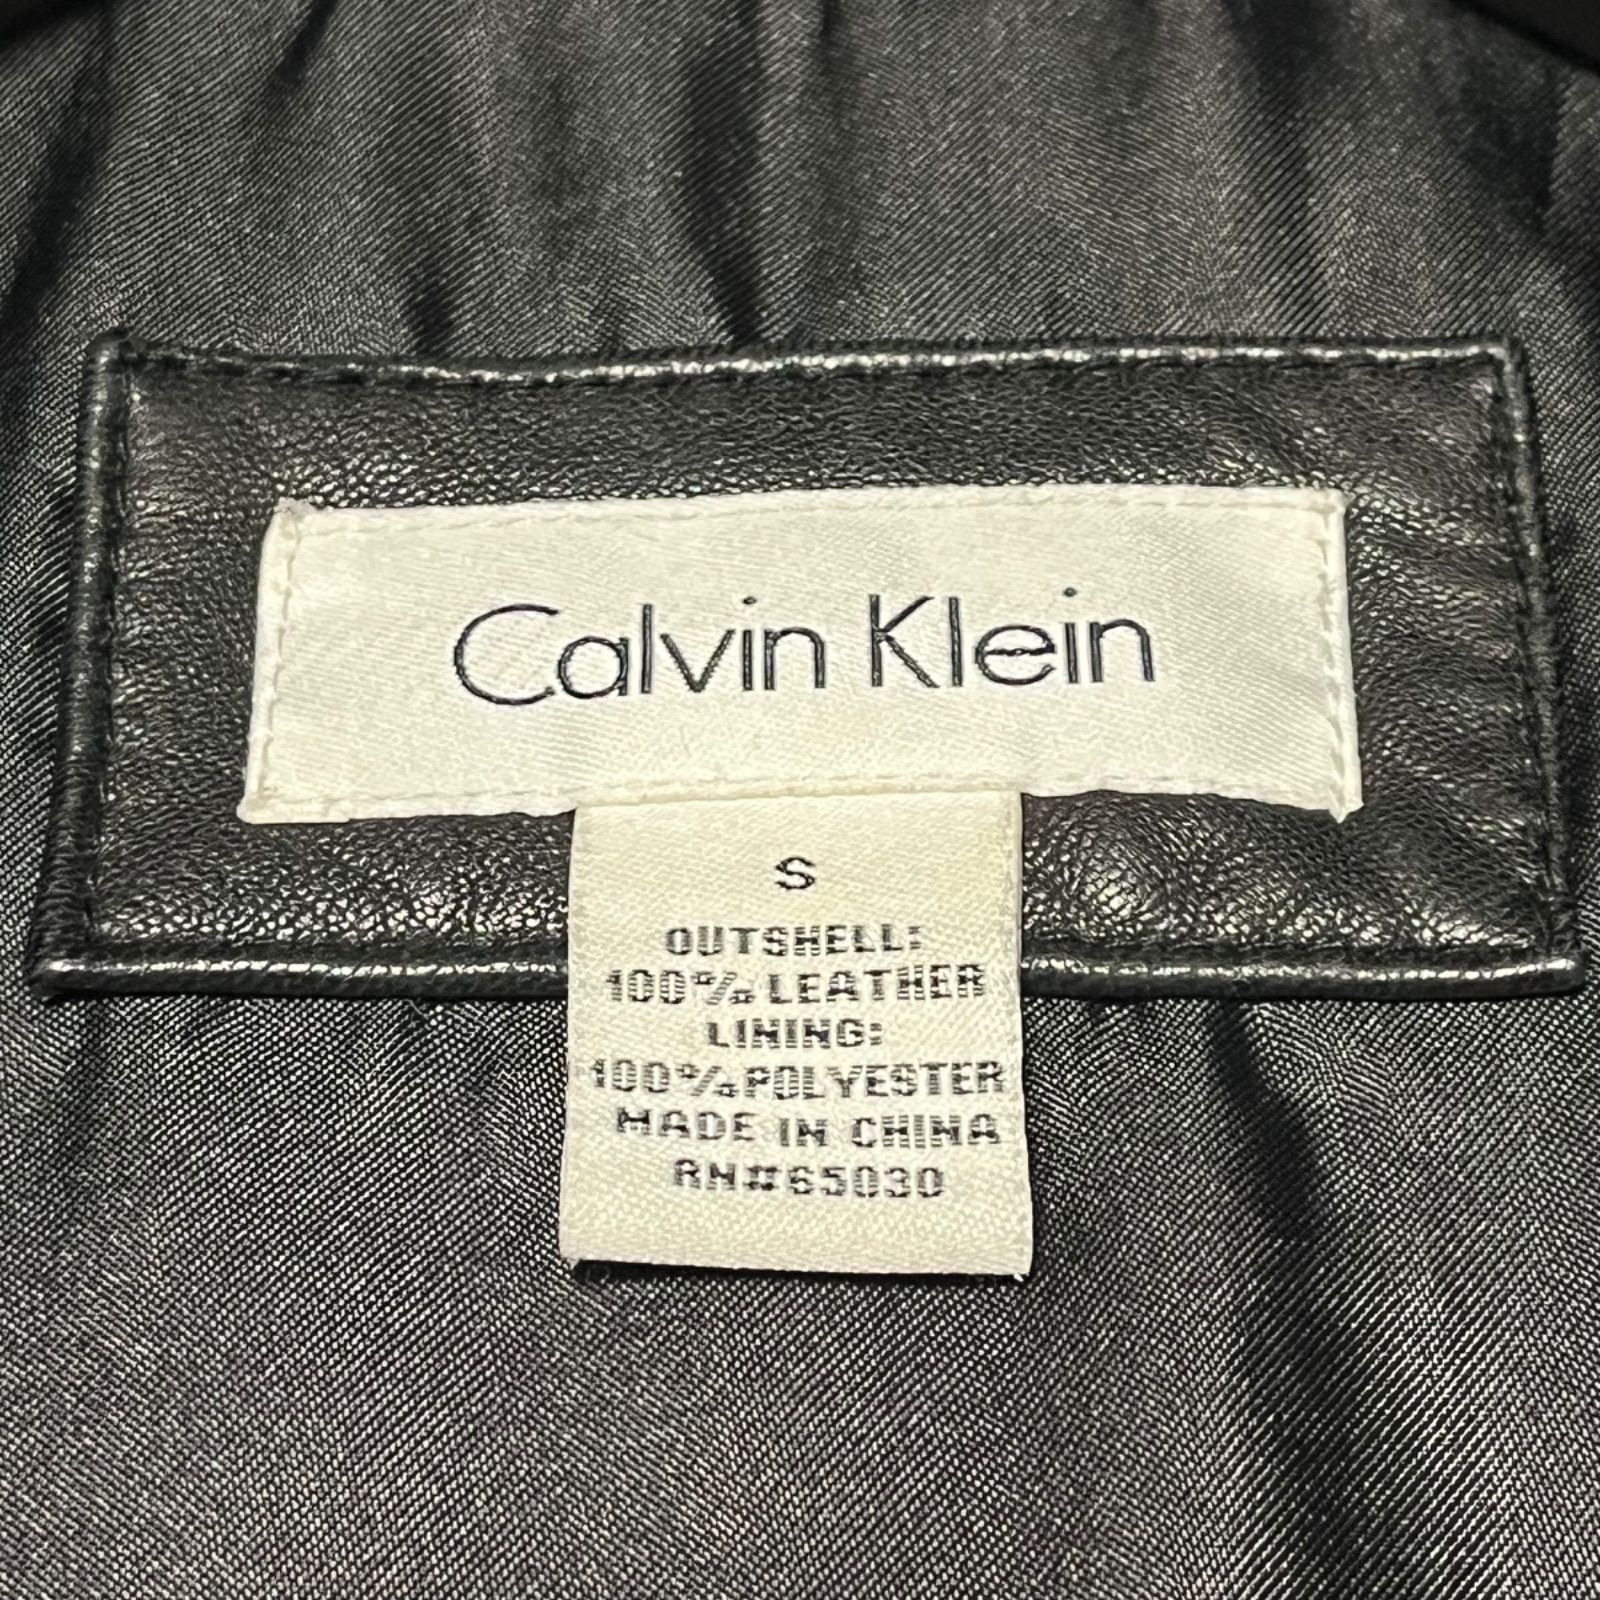 Calvin Klein
S
OUTSHELL:
100% LEATHER
LINING:
100% POLYESTER
MADE IN CHINA
RN#65030